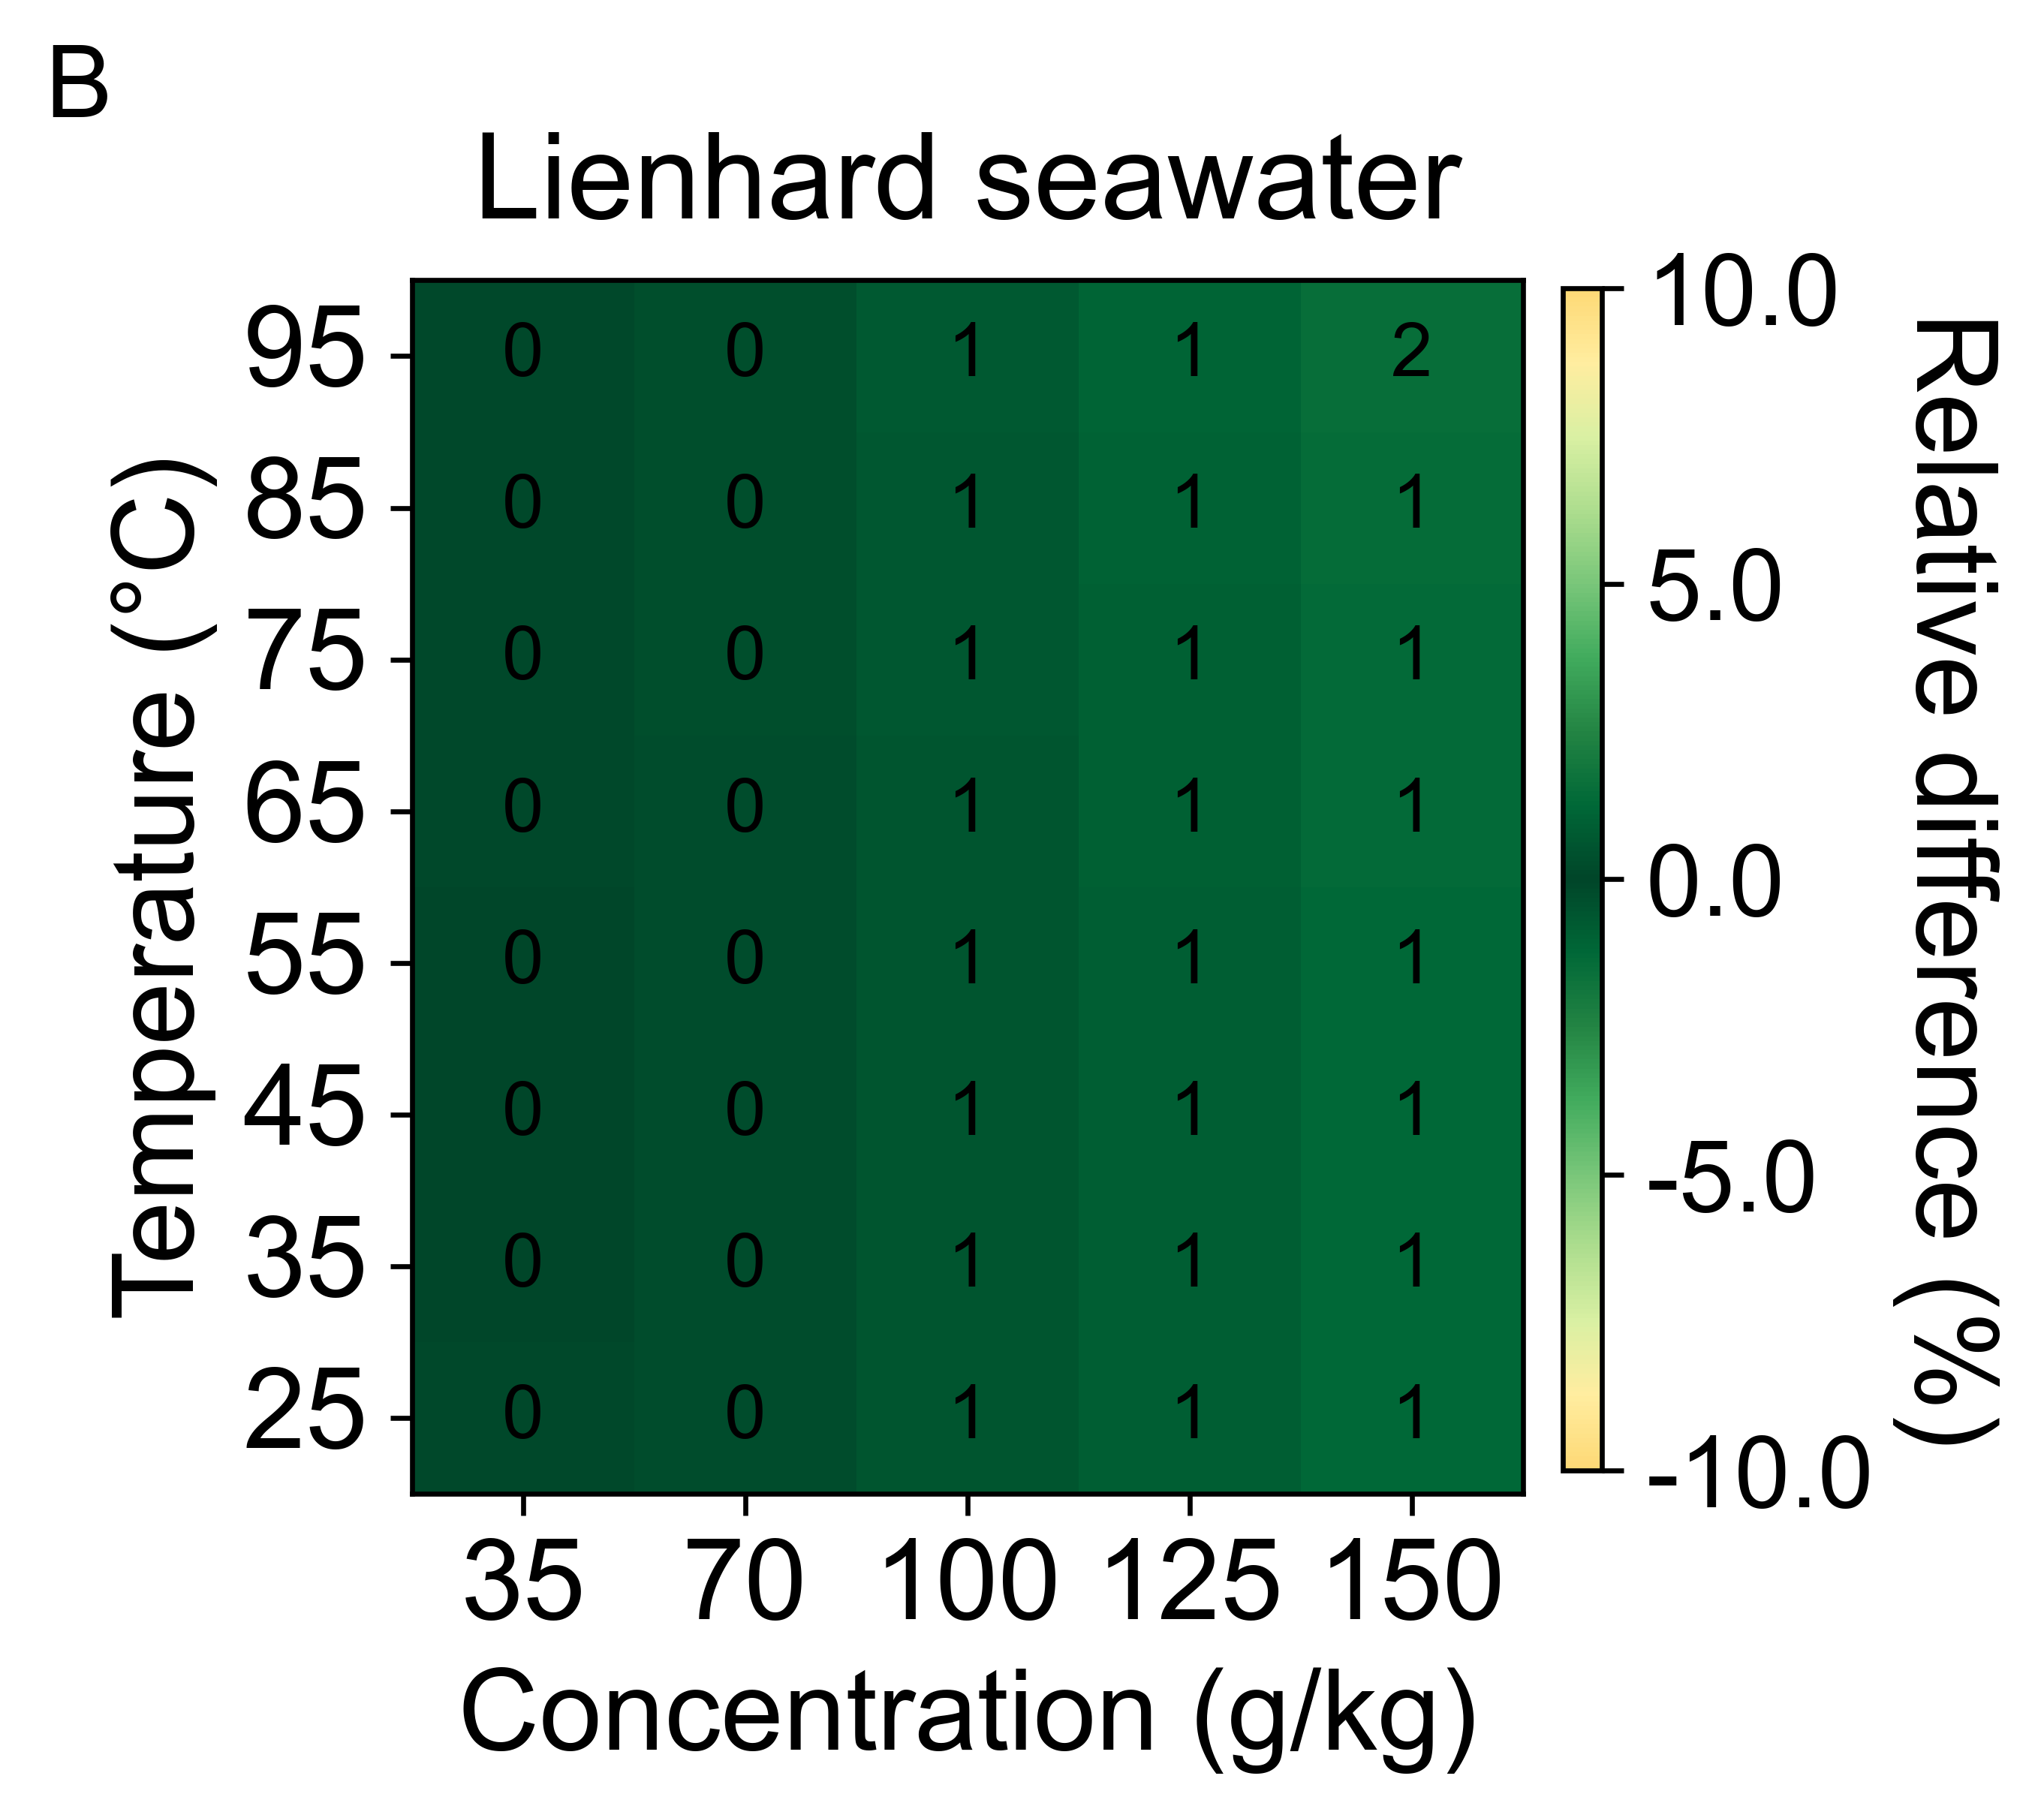 B
Lienhard seawater
95 0 0 1 1 2
85 0 0 1 1 1
75 0 0 1 1 1
65 0 0 1 1 1
55 0 0 1 1 1
45 0 0 1 1 1
35 0 0 1 1 1
25 0 0 1 1 1
Temperature (°C)
35 70 100 125 150
Concentration (g/kg)
10.0
5.0
0.0
-5.0
-10.0
Relative difference (%)